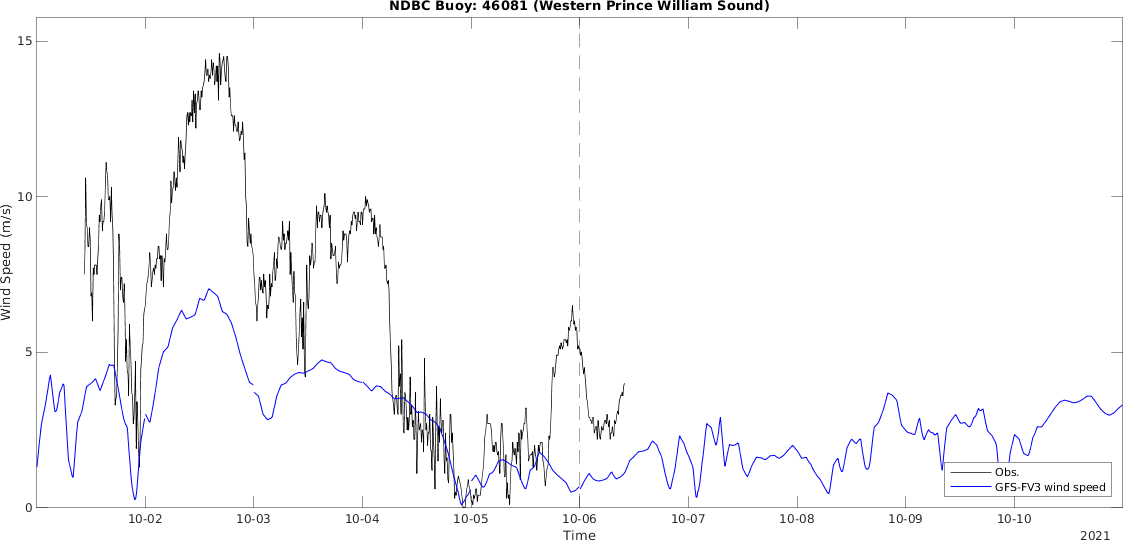 NDBC Buoy: 46081 (Western Prince William Sound)
15
10
5
0
Wind Speed (m/s)
10-02 10-03 10-04 10-05 10-06 10-07 10-08 10-09 10-10
Time
2021
Obs.
GFS-FV3 wind speed